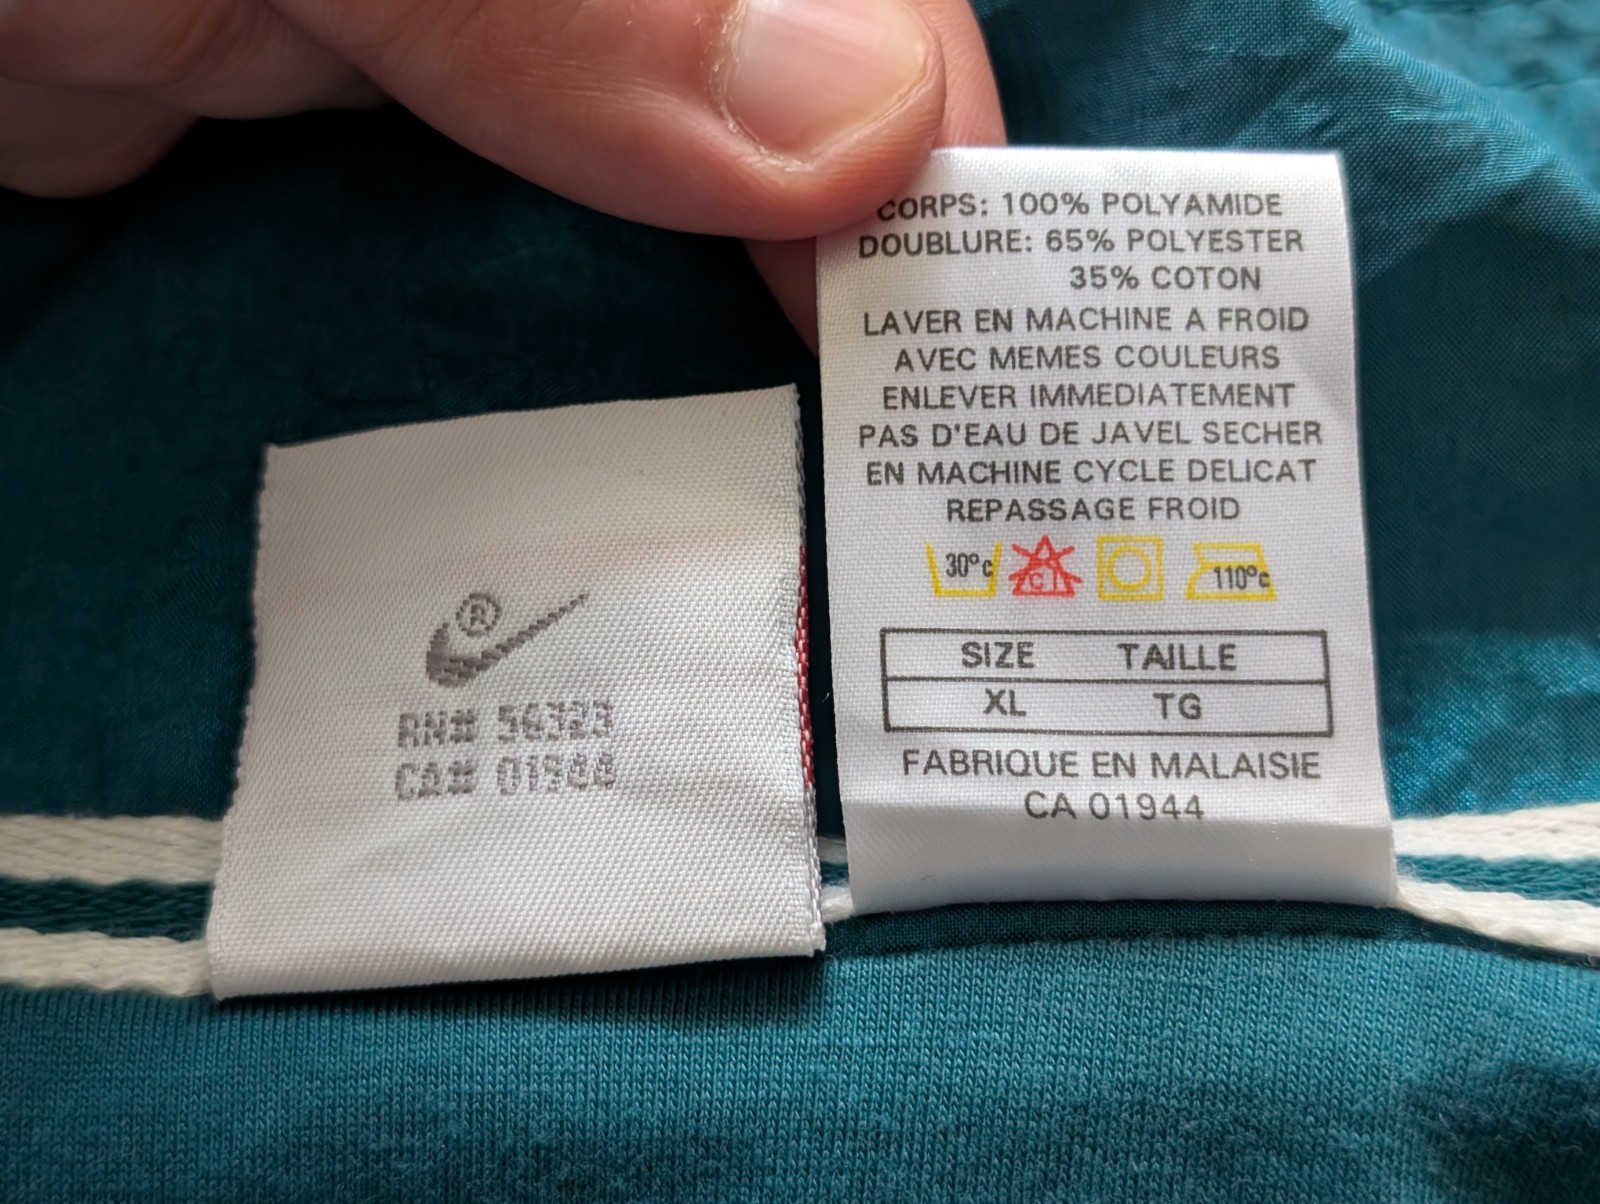 ®
RN# 56323
CA# 01944
CORPS: 100% POLYAMIDE
DOUBLURE: 65% POLYESTER
35% COTON
LAVER EN MACHINE A FROID
AVEC MEMES COULEURS
ENLEVER IMMEDIATEMENT
PAS D'EAU DE JAVEL SECHER
EN MACHINE CYCLE DELICAT
REPASSAGE FROID
30°c cl 110°c
SIZE TAILLE
XL TG
FABRIQUE EN MALAISIE
CA 01944